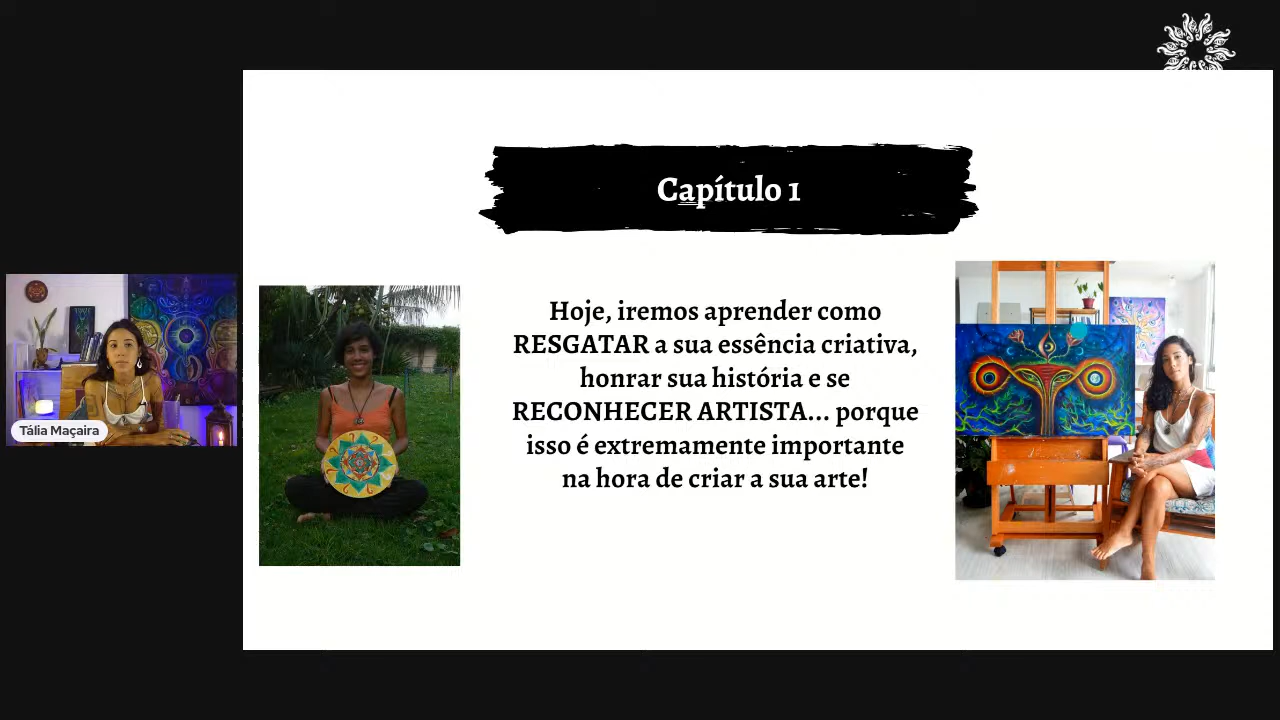 Capítulo 1
Hoje, iremos aprender como
RESGATAR a sua essência criativa,
honrar sua história e se
RECONHECER ARTISTA... porque
isso é extremamente importante
na hora de criar a sua arte!
Tália Maçaira